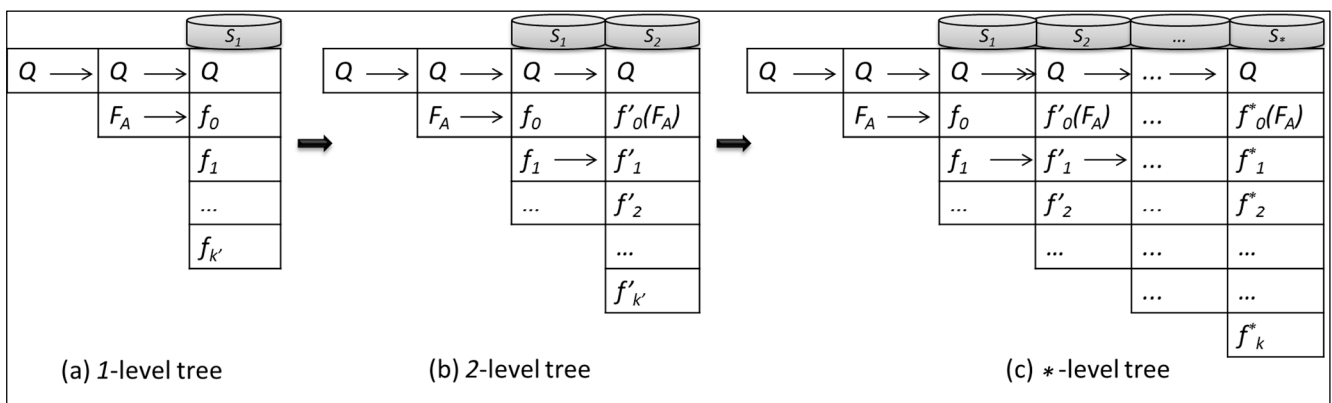 S1 S1 S2 S1 S2 ... S*
Q → Q → Q Q → Q → Q → Q Q → Q → Q ↠ Q → ... → Q
FA → f0 FA → f0 f'0(FA) FA → f0 f'0(FA) ... f*0(FA)
f1 f1 → f'1 f1 → f'1 → ... f*1
... ... f'2 ... f'2 ... f*2
fk' ... ... ... ...
f'k' ... ...
f*k
(a) 1-level tree (b) 2-level tree (c) *-level tree